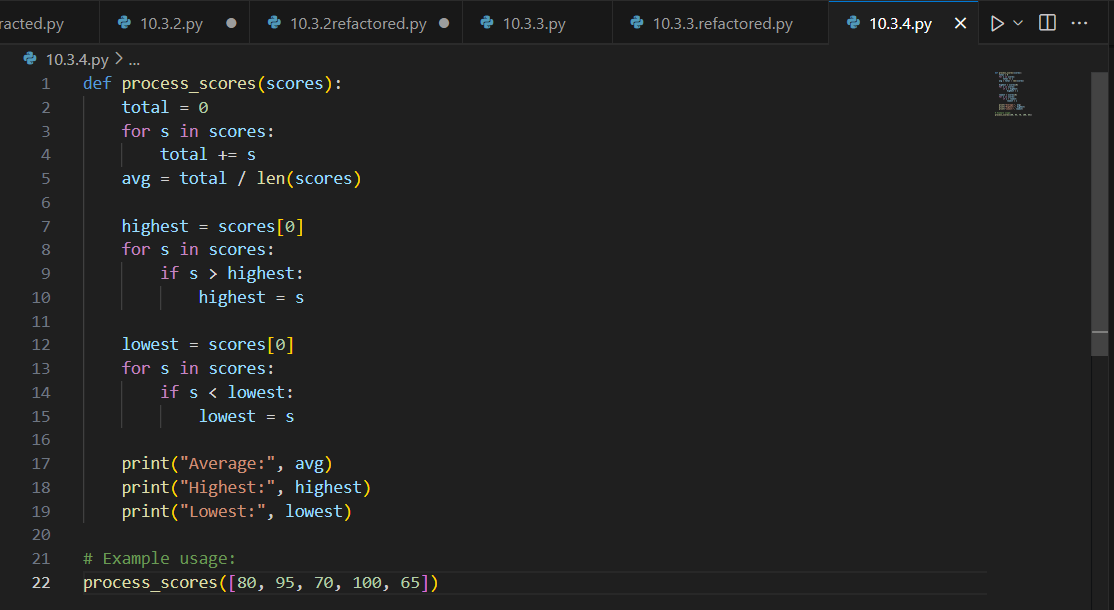 racted.py 10.3.2.py 10.3.2refactored.py 10.3.3.py 10.3.3.refactored.py 10.3.4.py
10.3.4.py > ...
1 def process_scores(scores):
2     total = 0
3     for s in scores:
4         total += s
5     avg = total / len(scores)
6
7     highest = scores[0]
8     for s in scores:
9         if s > highest:
10             highest = s
11
12     lowest = scores[0]
13     for s in scores:
14         if s < lowest:
15             lowest = s
16
17     print("Average:", avg)
18     print("Highest:", highest)
19     print("Lowest:", lowest)
20
21 # Example usage:
22 process_scores([80, 95, 70, 100, 65])